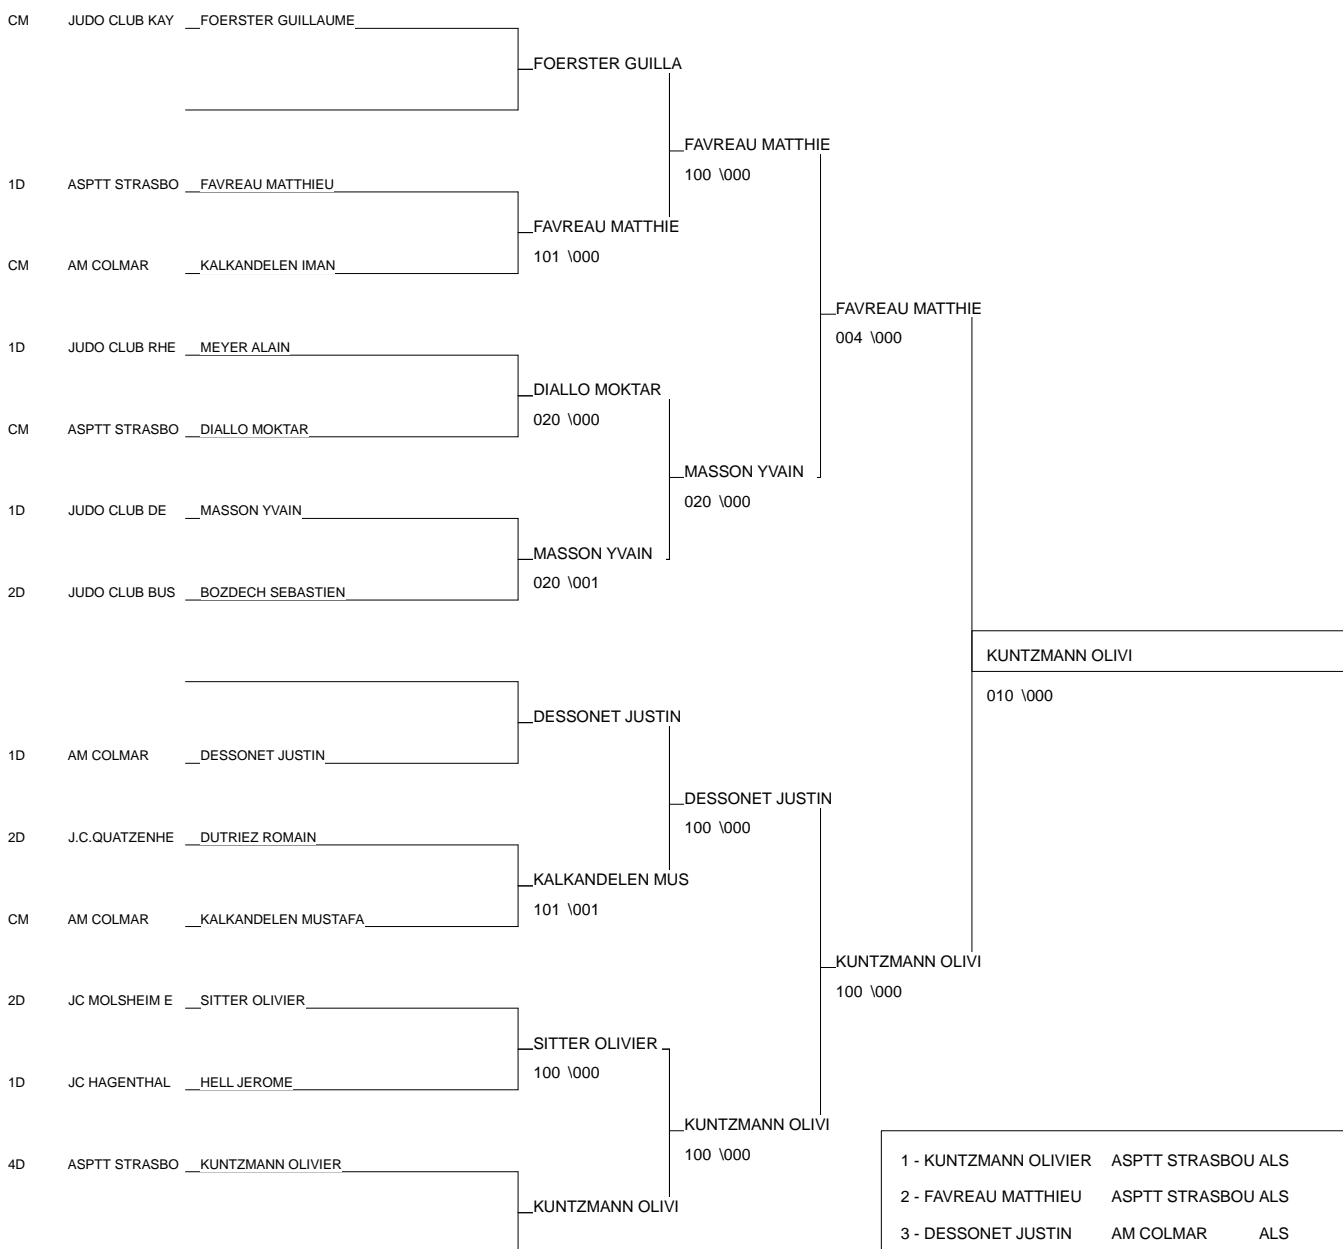 CM JUDO CLUB KAY FOERSTER GUILLAUME
FOERSTER GUILLA
FAVREAU MATTHIE
100 \000
1D ASPTT STRASBO FAVREAU MATTHIEU
FAVREAU MATTHIE
101 \000
CM AM COLMAR KALKANDELEN IMAN
FAVREAU MATTHIE
004 \000
1D JUDO CLUB RHE MEYER ALAIN
DIALLO MOKTAR
020 \000
CM ASPTT STRASBO DIALLO MOKTAR
MASSON YVAIN
020 \000
1D JUDO CLUB DE MASSON YVAIN
MASSON YVAIN
020 \001
2D JUDO CLUB BUS BOZDECH SEBASTIEN
KUNTZMANN OLIVI
010 \000
DESSONET JUSTIN
1D AM COLMAR DESSONET JUSTIN
DESSONET JUSTIN
100 \000
2D J.C.QUATZENHE DUTRIEZ ROMAIN
KALKANDELEN MUS
101 \001
CM AM COLMAR KALKANDELEN MUSTAFA
KUNTZMANN OLIVI
100 \000
2D JC MOLSHEIM E SITTER OLIVIER
SITTER OLIVIER
100 \000
1D JC HAGENTHAL HELL JEROME
KUNTZMANN OLIVI
100 \000
4D ASPTT STRASBO KUNTZMANN OLIVIER
KUNTZMANN OLIVI
1 - KUNTZMANN OLIVIER ASPTT STRASBOU ALS
2 - FAVREAU MATTHIEU ASPTT STRASBOU ALS
3 - DESSONET JUSTIN AM COLMAR ALS